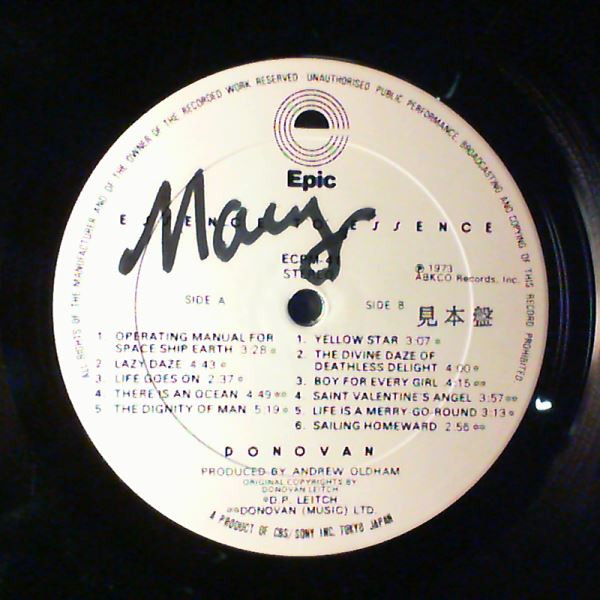 ALL RIGHTS OF THE MANUFACTURER AND OF THE OWNER OF THE RECORDED WORK RESERVED · UNAUTHORISED PUBLIC PERFORMANCE, BROADCASTING AND COPYING OF THIS RECORD PROHIBITED
Epic
ESSENCE TO ESSENCE
ECPM-41
STEREO
℗ 1973
ABKCO Records, Inc.
SIDE A
SIDE B
見本盤
1. OPERATING MANUAL FOR
SPACE SHIP EARTH 3:28
2. LAZY DAZE 4:43
3. LIFE GOES ON 2:37
4. THERE IS AN OCEAN 4:49
5. THE DIGNITY OF MAN 5:19
1. YELLOW STAR 3:07
2. THE DIVINE DAZE OF
DEATHLESS DELIGHT 4:00
3. BOY FOR EVERY GIRL 4:15
4. SAINT VALENTINE'S ANGEL 3:57
5. LIFE IS A MERRY-GO-ROUND 3:13
6. SAILING HOMEWARD 2:56
DONOVAN
PRODUCED BY ANDREW OLDHAM
ORIGINAL COPYRIGHTS BY
DONOVAN LEITCH
D.P. LEITCH
DONOVAN (MUSIC) LTD.
A PRODUCT OF CBS/SONY INC. TOKYO JAPAN